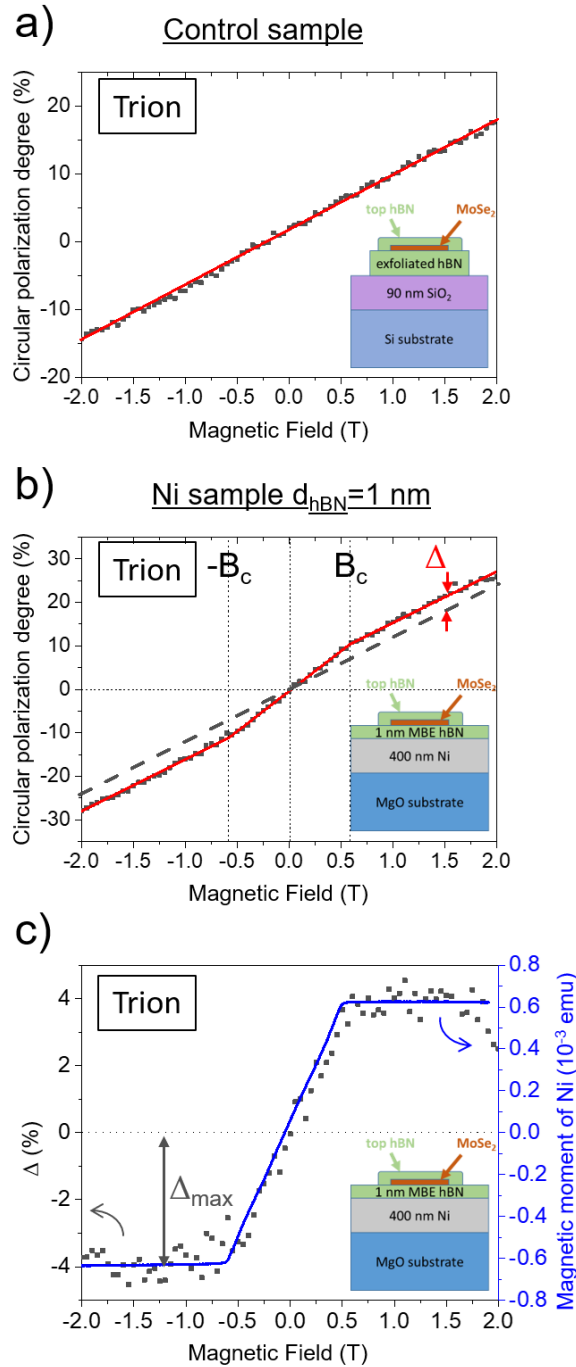 a)
Control sample
Circular polarization degree (%)
Trion
20
10
0
-10
-20
top hBN
MoSe₂
exfoliated hBN
90 nm SiO₂
Si substrate
-2.0 -1.5 -1.0 -0.5 0.0 0.5 1.0 1.5 2.0
Magnetic Field (T)
b)
Ni sample d_hBN=1 nm
Circular polarization degree (%)
Trion
-B_c
B_c
Δ
30
20
10
0
-10
-20
-30
top hBN
MoSe₂
1 nm MBE hBN
400 nm Ni
MgO substrate
-2.0 -1.5 -1.0 -0.5 0.0 0.5 1.0 1.5 2.0
Magnetic Field (T)
c)
Δ (%)
Trion
4
2
0
-2
-4
Δ_max
top hBN
MoSe₂
1 nm MBE hBN
400 nm Ni
MgO substrate
0.8
0.6
0.4
0.2
0.0
-0.2
-0.4
-0.6
-0.8
Magnetic moment of Ni (10⁻³ emu)
-2.0 -1.5 -1.0 -0.5 0.0 0.5 1.0 1.5 2.0
Magnetic Field (T)